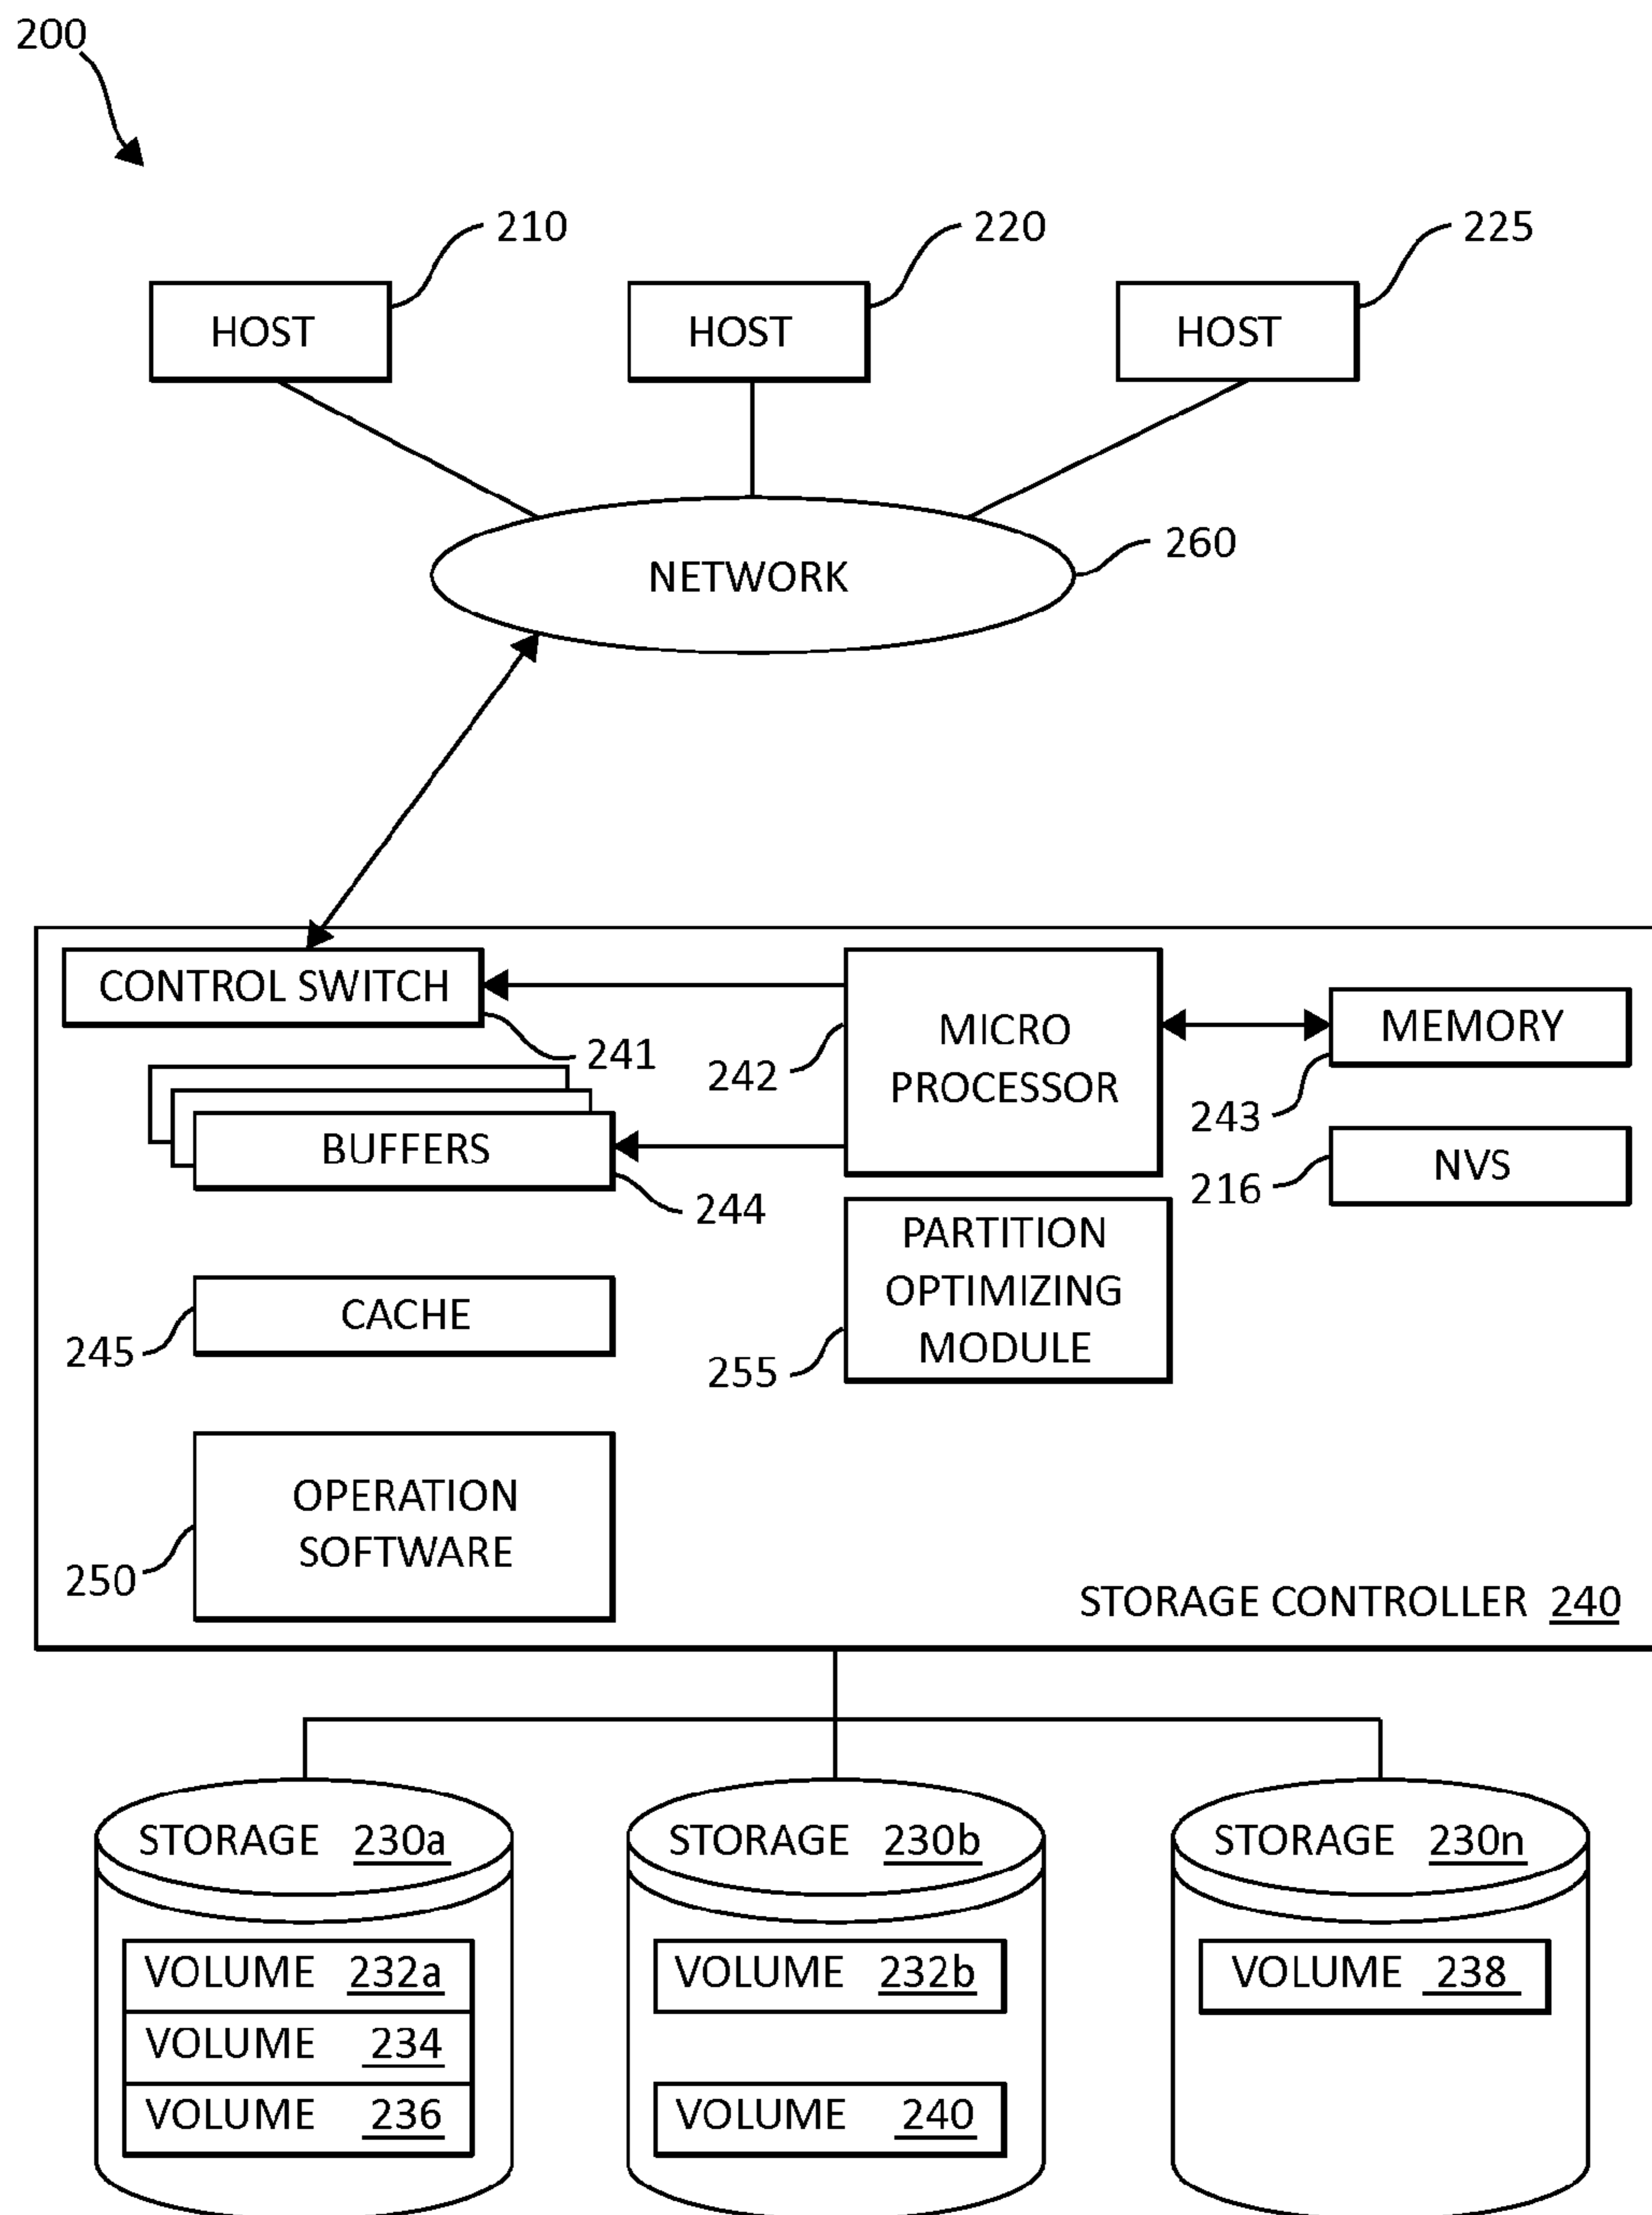 200
210
220
225
HOST
HOST
HOST
260
NETWORK
CONTROL SWITCH
241
MICRO
PROCESSOR
242
MEMORY
243
BUFFERS
244
NVS
216
PARTITION
OPTIMIZING
MODULE
255
CACHE
245
OPERATION
SOFTWARE
250
STORAGE CONTROLLER 240
STORAGE 230a
VOLUME 232a
VOLUME 234
VOLUME 236
STORAGE 230b
VOLUME 232b
VOLUME 240
STORAGE 230n
VOLUME 238